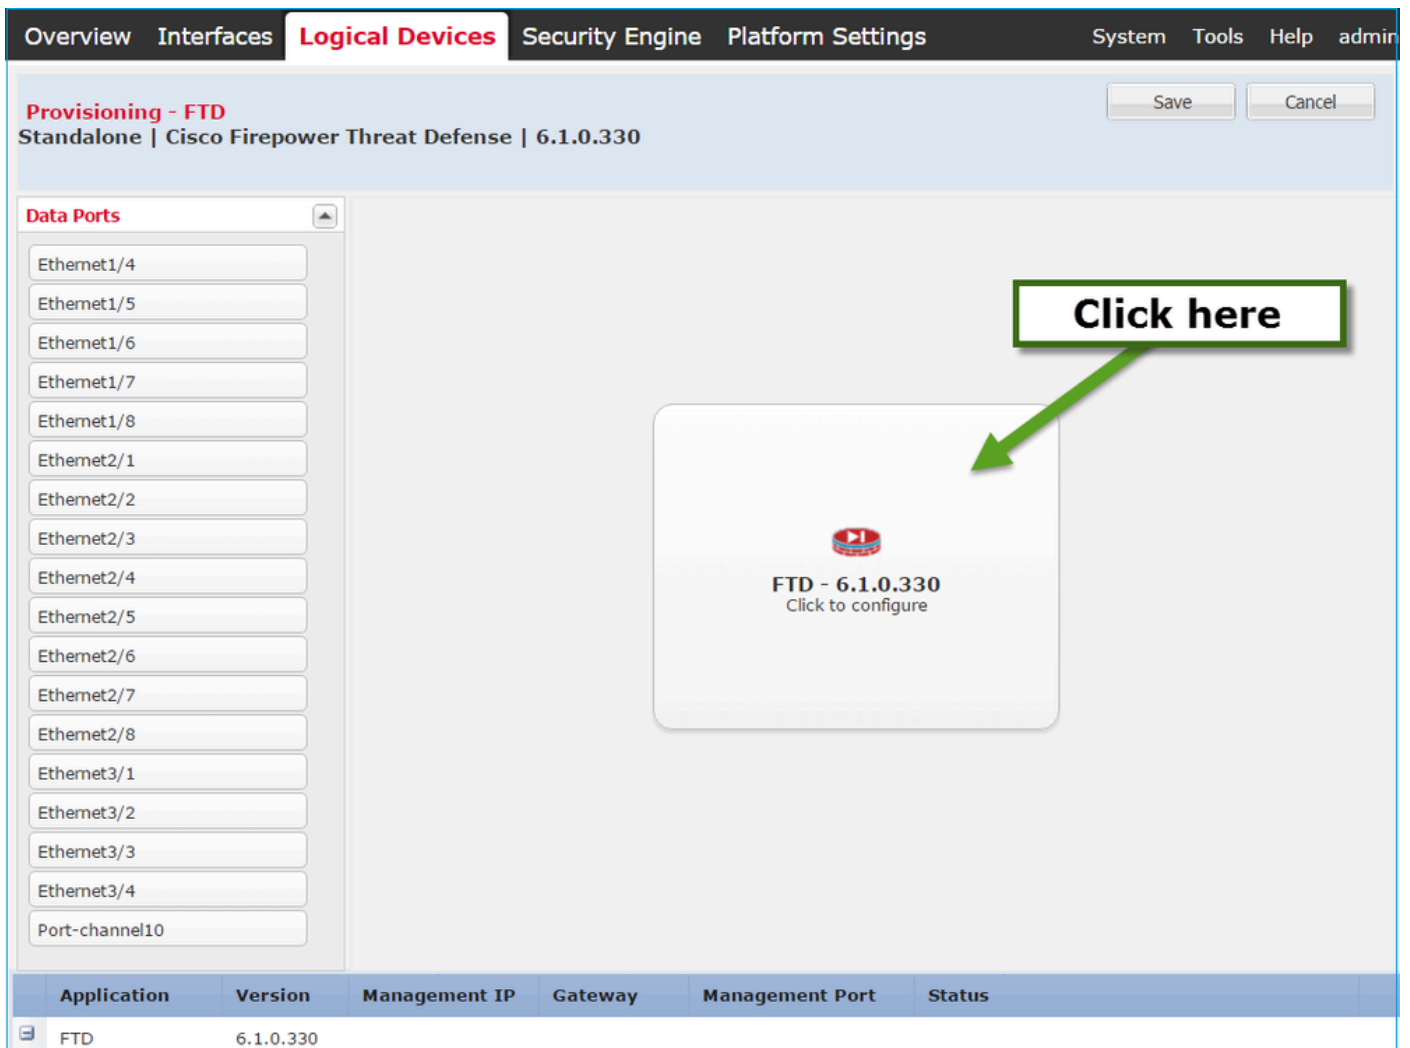 Overview Interfaces Logical Devices Security Engine Platform Settings System Tools Help admin
Save Cancel
Provisioning - FTD
Standalone | Cisco Firepower Threat Defense | 6.1.0.330
Data Ports
Ethernet1/4
Ethernet1/5
Ethernet1/6
Ethernet1/7
Ethernet1/8
Ethernet2/1
Ethernet2/2
Ethernet2/3
Ethernet2/4
Ethernet2/5
Ethernet2/6
Ethernet2/7
Ethernet2/8
Ethernet3/1
Ethernet3/2
Ethernet3/3
Ethernet3/4
Port-channel10
Click here
FTD - 6.1.0.330
Click to configure
Application Version Management IP Gateway Management Port Status
FTD 6.1.0.330